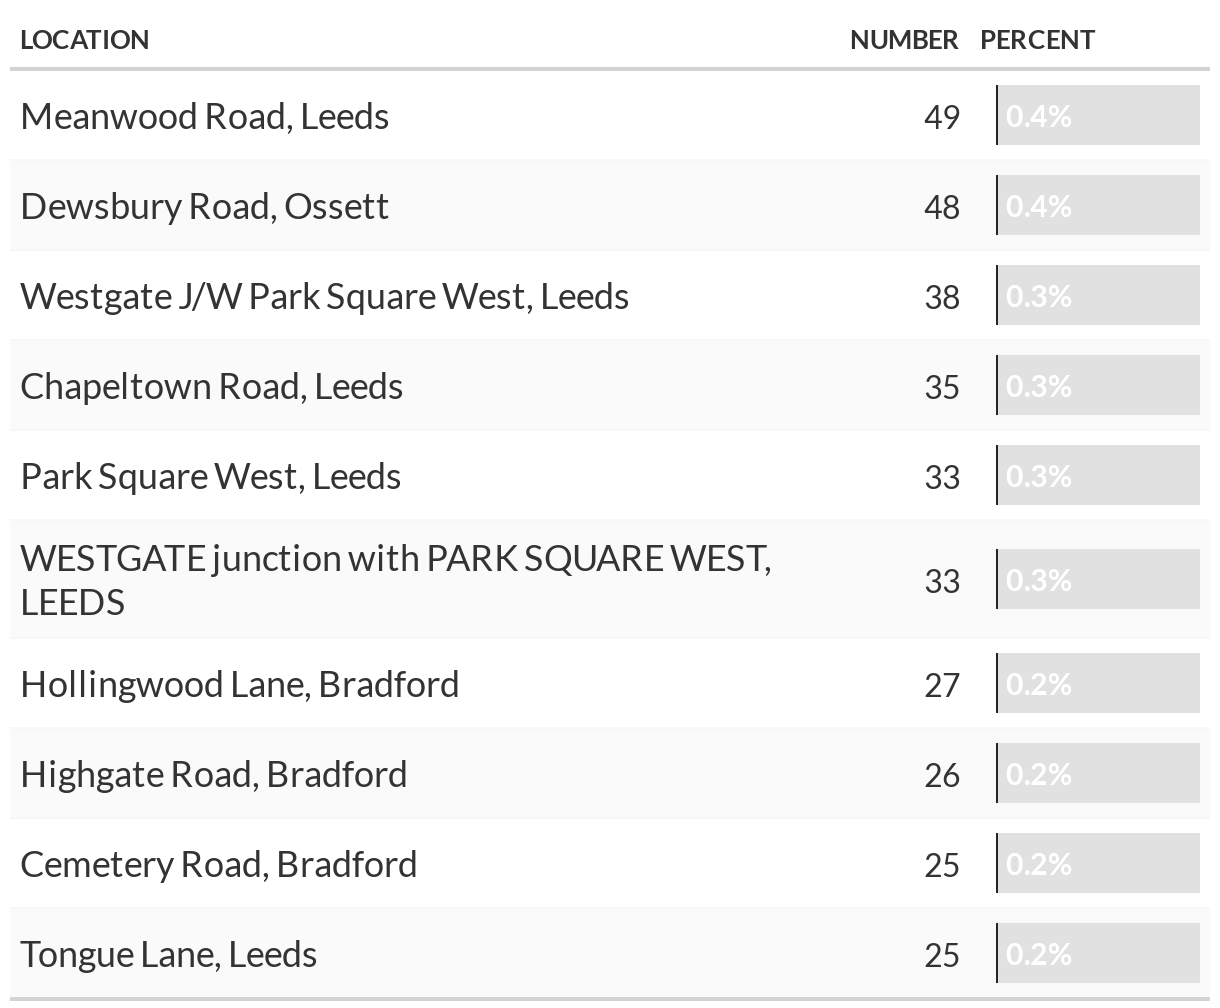 LOCATION NUMBER PERCENT
Meanwood Road, Leeds 49 0.4%
Dewsbury Road, Ossett 48 0.4%
Westgate J/W Park Square West, Leeds 38 0.3%
Chapeltown Road, Leeds 35 0.3%
Park Square West, Leeds 33 0.3%
WESTGATE junction with PARK SQUARE WEST,
LEEDS 33 0.3%
Hollingwood Lane, Bradford 27 0.2%
Highgate Road, Bradford 26 0.2%
Cemetery Road, Bradford 25 0.2%
Tongue Lane, Leeds 25 0.2%